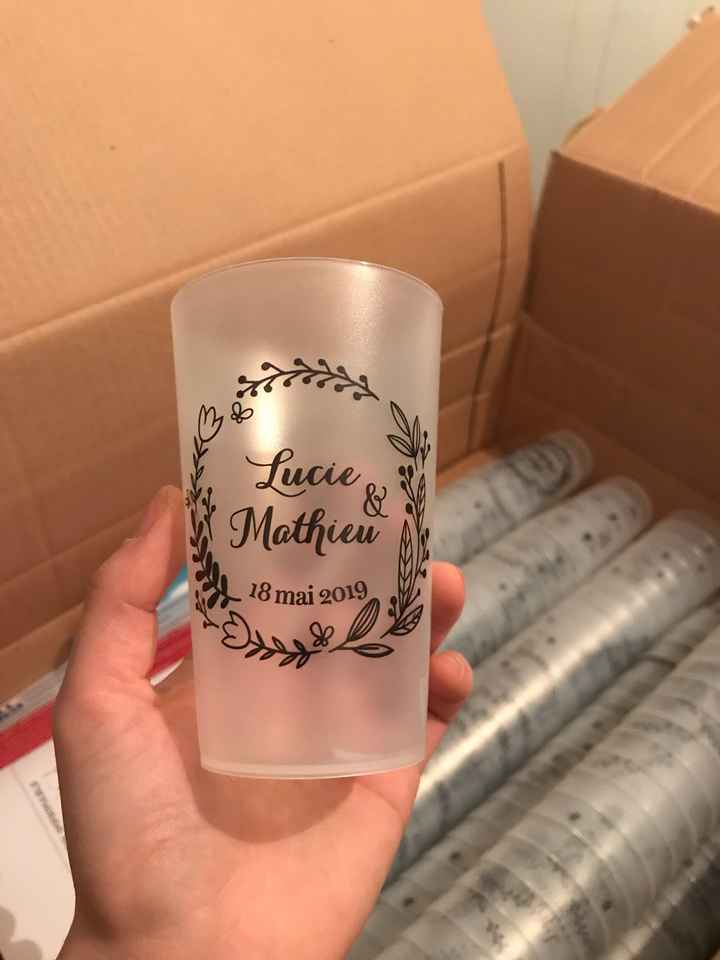 Lucie
&
Mathieu
18 mai 2019